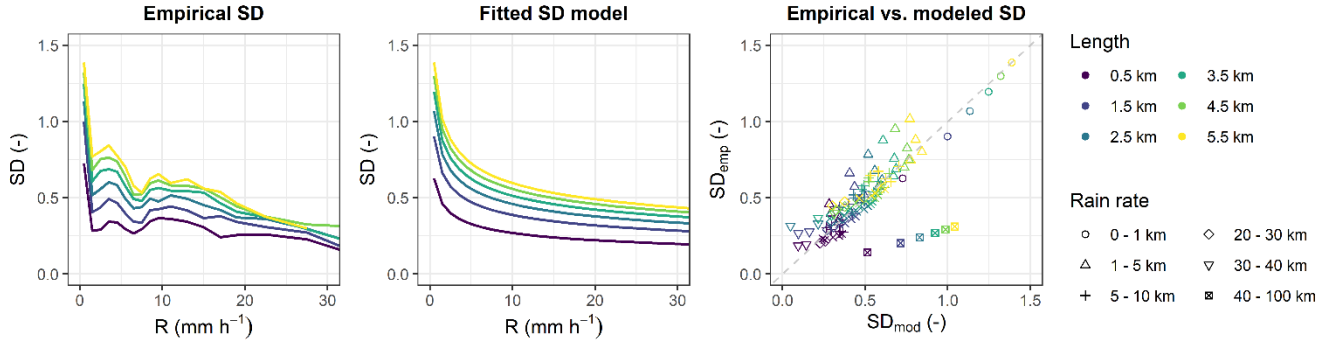 Empirical SD
Fitted SD model
Empirical vs. modeled SD
1.5
1.0
0.5
0.0
SD (-)
0 10 20 30
R (mm h⁻¹)
1.5
1.0
0.5
0.0
SD (-)
0 10 20 30
R (mm h⁻¹)
1.5
1.0
0.5
0.0
SDemp (-)
0.0 0.5 1.0 1.5
SDmod (-)
Length
0.5 km 3.5 km
1.5 km 4.5 km
2.5 km 5.5 km
Rain rate
0 - 1 km 20 - 30 km
1 - 5 km 30 - 40 km
5 - 10 km 40 - 100 km